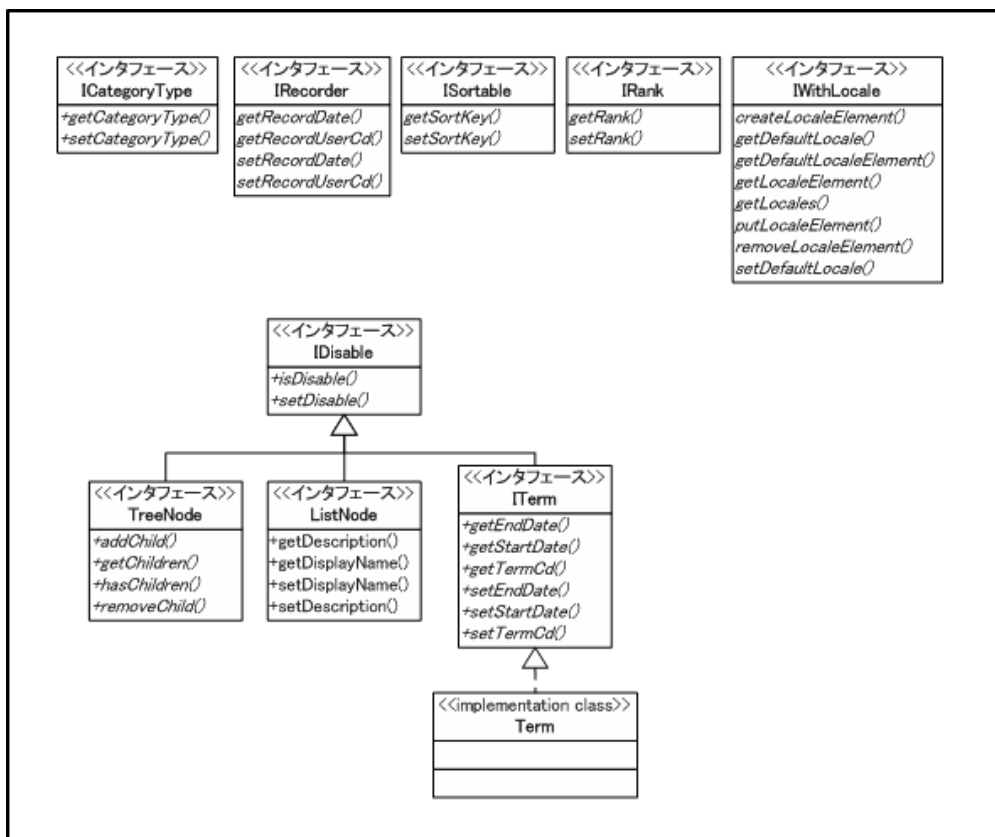 <<インタフェース>>
ICategoryType
+getCategoryType()
+setCategoryType()
<<インタフェース>>
IRecorder
getRecordDate()
getRecordUserCd()
setRecordDate()
setRecordUserCd()
<<インタフェース>>
ISortable
getSortKey()
setSortKey()
<<インタフェース>>
IRank
getRank()
setRank()
<<インタフェース>>
IWithLocale
createLocaleElement()
getDefaultLocale()
getDefaultLocaleElement()
getLocaleElement()
getLocales()
putLocaleElement()
removeLocaleElement()
setDefaultLocale()
<<インタフェース>>
IDisable
+isDisable()
+setDisable()
<<インタフェース>>
TreeNode
+addChild()
+getChildren()
+hasChildren()
+removeChild()
<<インタフェース>>
ListNode
+getDescription()
+getDisplayName()
+setDisplayName()
+setDescription()
<<インタフェース>>
ITerm
+getEndDate()
+getStartDate()
+getTermCd()
+setEndDate()
+setStartDate()
+setTermCd()
<<implementation class>>
Term